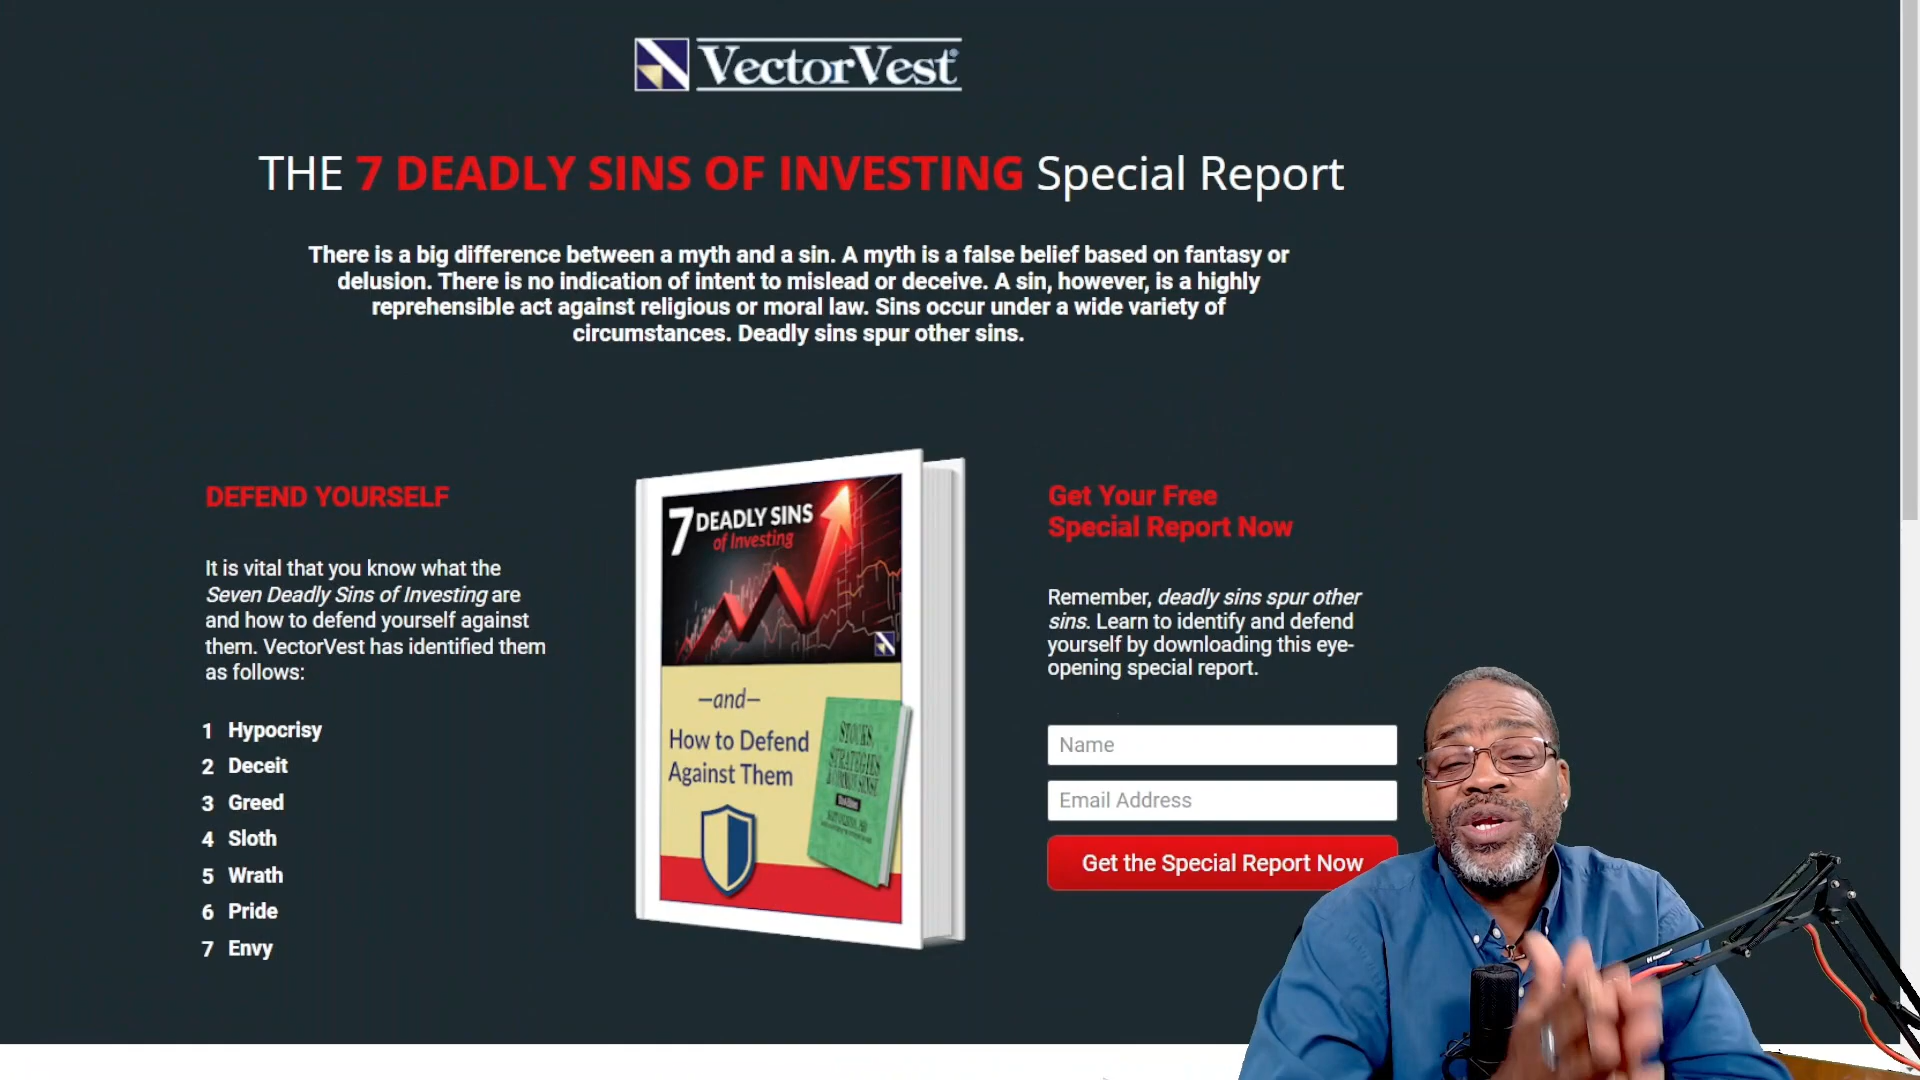 VectorVest®
THE 7 DEADLY SINS OF INVESTING Special Report
There is a big difference between a myth and a sin. A myth is a false belief based on fantasy or
delusion. There is no indication of intent to mislead or deceive. A sin, however, is a highly
reprehensible act against religious or moral law. Sins occur under a wide variety of
circumstances. Deadly sins spur other sins.
DEFEND YOURSELF
It is vital that you know what the
Seven Deadly Sins of Investing are
and how to defend yourself against
them. VectorVest has identified them
as follows:
1 Hypocrisy
2 Deceit
3 Greed
4 Sloth
5 Wrath
6 Pride
7 Envy
7 DEADLY SINS
of Investing
—and—
How to Defend
Against Them
STOCKS,
STRATEGIES
& COMMON SENSE
Get Your Free
Special Report Now
Remember, deadly sins spur other
sins. Learn to identify and defend
yourself by downloading this eye-
opening special report.
Name
Email Address
Get the Special Report Now